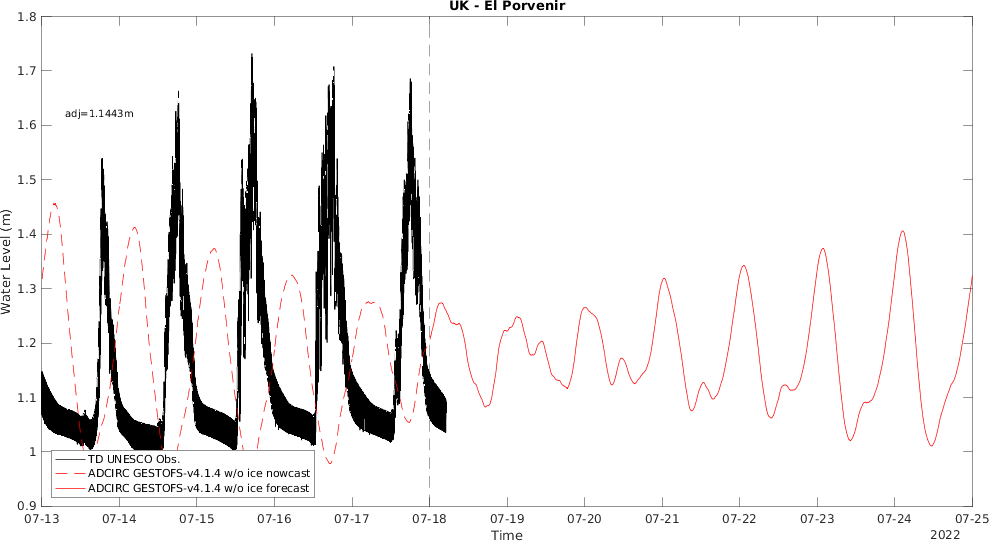 UK - El Porvenir
1.8
1.7
1.6
1.5
1.4
1.3
1.2
1.1
1
0.9
Water Level (m)
adj=1.1443m
TD UNESCO Obs.
ADCIRC GESTOFS-v4.1.4 w/o ice nowcast
ADCIRC GESTOFS-v4.1.4 w/o ice forecast
07-13 07-14 07-15 07-16 07-17 07-18 07-19 07-20 07-21 07-22 07-23 07-24 07-25
Time
2022